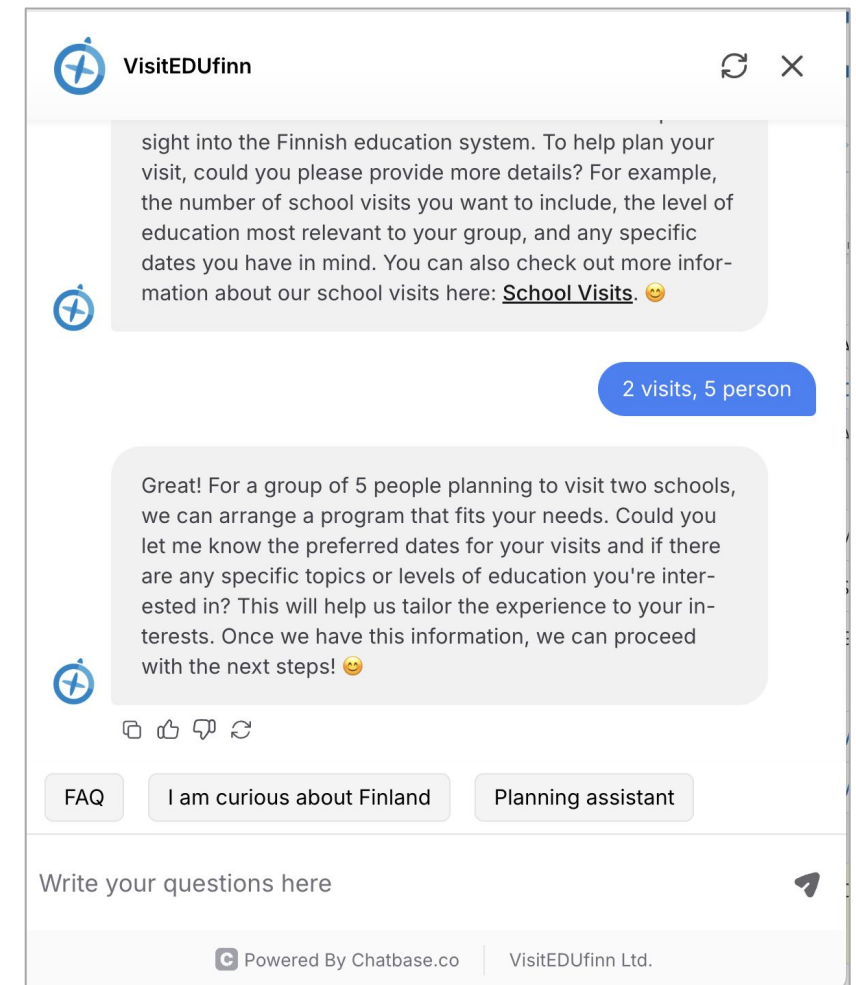 VisitEDUfinn
sight into the Finnish education system. To help plan your
visit, could you please provide more details? For example,
the number of school visits you want to include, the level of
education most relevant to your group, and any specific
dates you have in mind. You can also check out more infor-
mation about our school visits here: School Visits. 😊
2 visits, 5 person
Great! For a group of 5 people planning to visit two schools,
we can arrange a program that fits your needs. Could you
let me know the preferred dates for your visits and if there
are any specific topics or levels of education you're inter-
ested in? This will help us tailor the experience to your in-
terests. Once we have this information, we can proceed
with the next steps! 😊
FAQ
I am curious about Finland
Planning assistant
Write your questions here
C Powered By Chatbase.co
VisitEDUfinn Ltd.